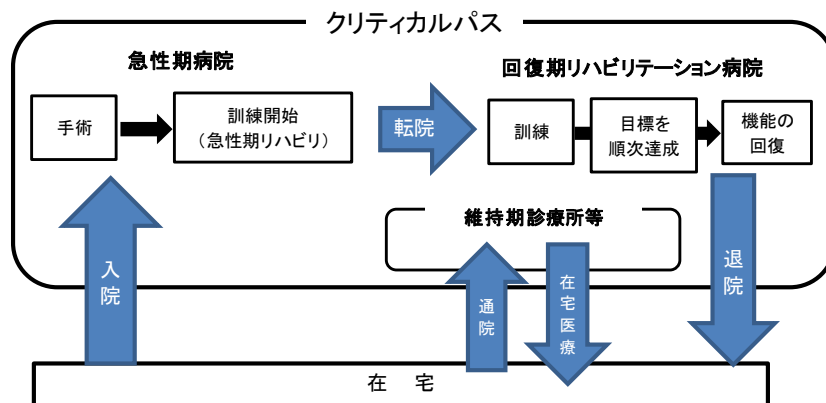 クリティカルパス
急性期病院
回復期リハビリテーション病院
手術
訓練開始
(急性期リハビリ)
転院
訓練
目標を
順次達成
機能の
回復
維持期診療所等
入院
通院
在宅医療
退院
在 宅